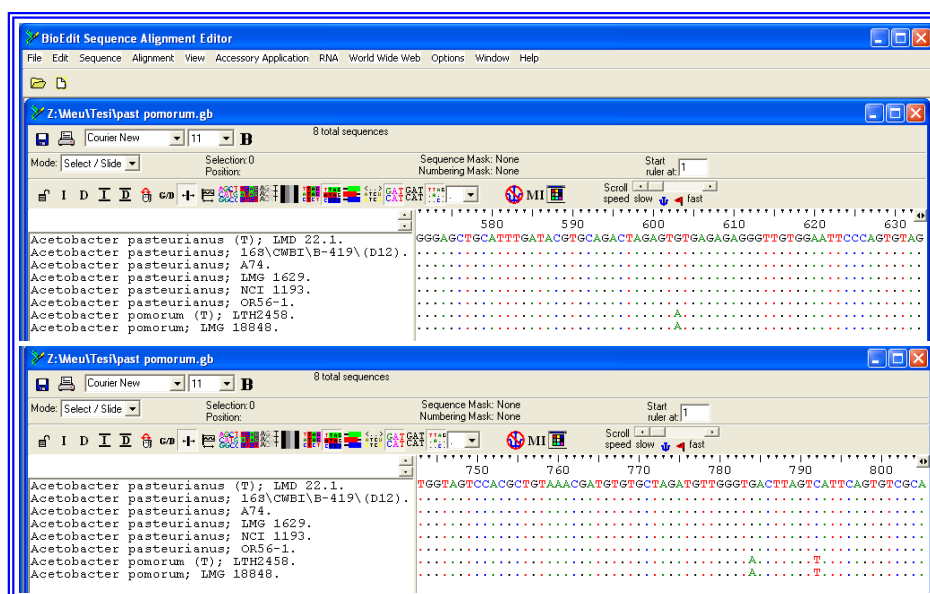 BioEdit Sequence Alignment Editor
File Edit Sequence Alignment View Accessory Application RNA World Wide Web Options Window Help
Z:\Meu\Tesi\past pomorum.gb
Courier New 11 B 8 total sequences
Mode: Select / Slide Selection: 0 Position: Sequence Mask: None Numbering Mask: None Start ruler at: 1
I D I D G/D MI Scroll speed slow fast
580 590 600 610 620 630
Acetobacter pasteurianus (T); LMD 22.1. GGGAGCTGCATTTGATACGTGCAGACTAGAGTGTGAGAGAGGGTTGTGGAATTCCCAGTGTAG
Acetobacter pasteurianus; 16S\CWBI\B-419\(D12).
Acetobacter pasteurianus; A74.
Acetobacter pasteurianus; LMG 1629.
Acetobacter pasteurianus; NCI 1193.
Acetobacter pasteurianus; OR56-1.
Acetobacter pomorum (T); LTH2458. A
Acetobacter pomorum; LMG 18848. A
Z:\Meu\Tesi\past pomorum.gb
Courier New 11 B 8 total sequences
Mode: Select / Slide Selection: 0 Position: Sequence Mask: None Numbering Mask: None Start ruler at: 1
I D I D G/D MI Scroll speed slow fast
750 760 770 780 790 800
Acetobacter pasteurianus (T); LMD 22.1. TGGTAGTCCACGCTGTAAACGATGTGTGCTAGATGTTGGGTGACTTAGTCATTCAGTGTCGCA
Acetobacter pasteurianus; 16S\CWBI\B-419\(D12).
Acetobacter pasteurianus; A74.
Acetobacter pasteurianus; LMG 1629.
Acetobacter pasteurianus; NCI 1193.
Acetobacter pasteurianus; OR56-1.
Acetobacter pomorum (T); LTH2458. A T
Acetobacter pomorum; LMG 18848. A T